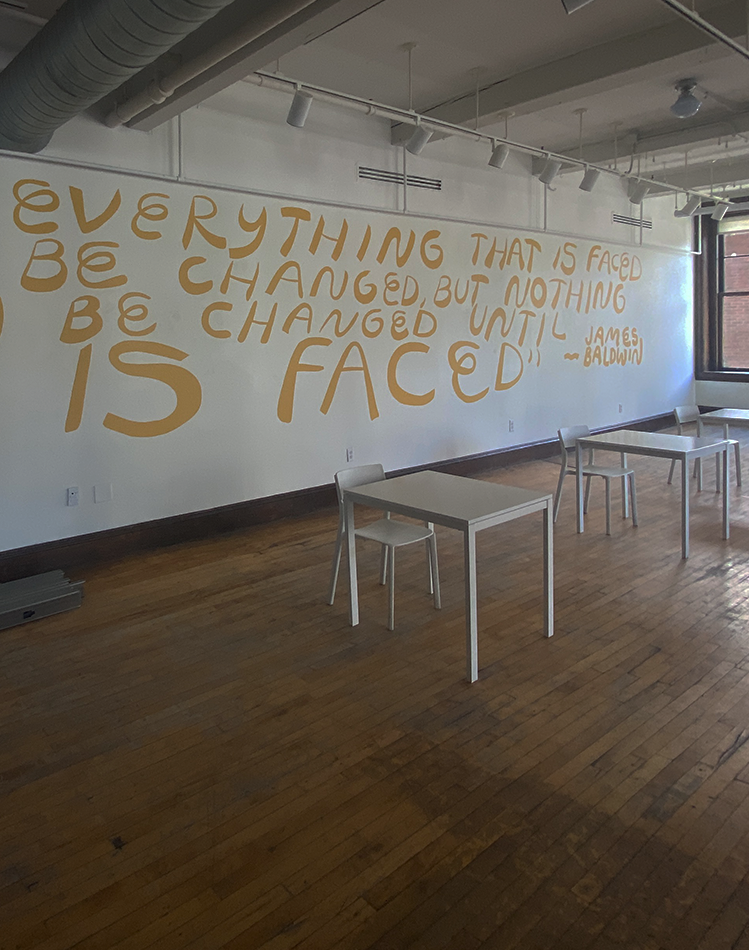 EVERYTHING THAT IS FACED
BE CHANGED, BUT NOTHING
BE CHANGED UNTIL
IS FACED" ~ JAMES BALDWIN